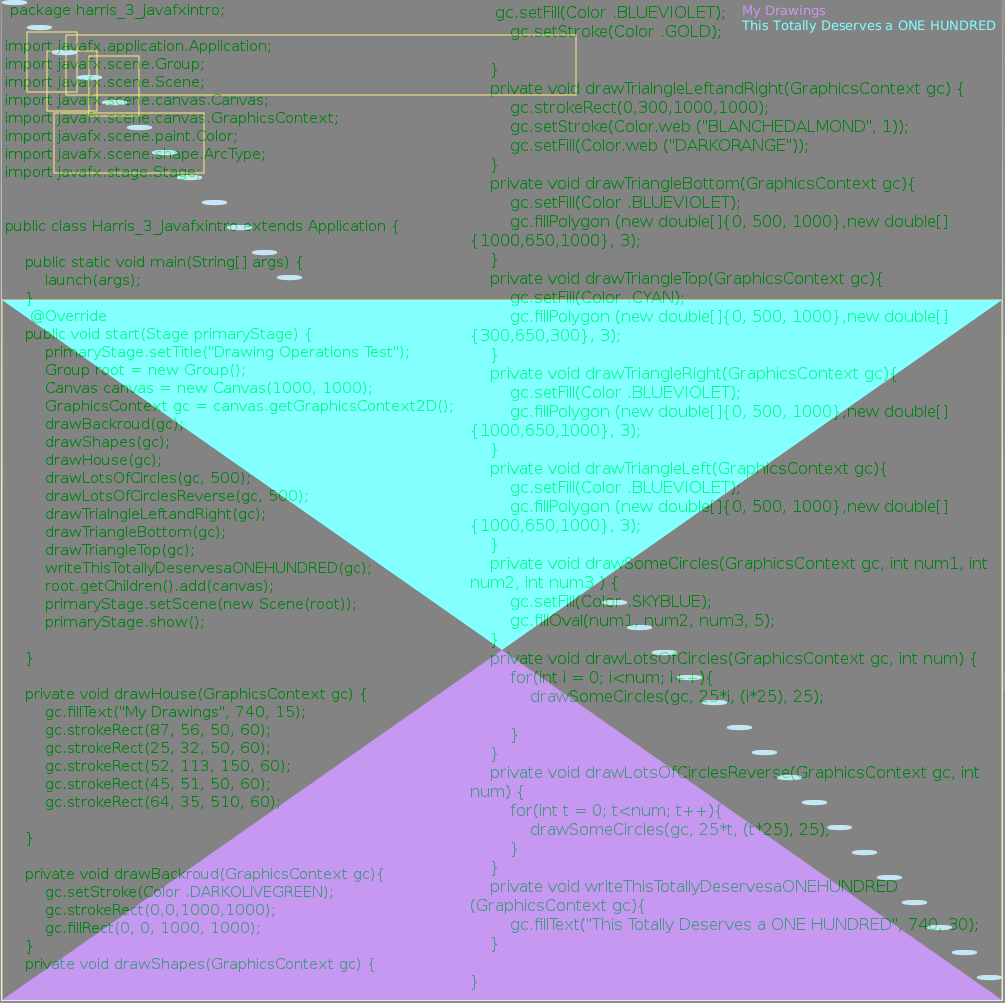 package harris_3_javafxintro;
import javafx.application.Application;
import javafx.scene.Group;
import javafx.scene.Scene;
import javafx.scene.canvas.Canvas;
import javafx.scene.canvas.GraphicsContext;
import javafx.scene.paint.Color;
import javafx.scene.shape.ArcType;
import javafx.stage.Stage;
public class Harris_3_Javafxintro extends Application {
public static void main(String[] args) {
launch(args);
}
@Override
public void start(Stage primaryStage) {
primaryStage.setTitle("Drawing Operations Test");
Group root = new Group();
Canvas canvas = new Canvas(1000, 1000);
GraphicsContext gc = canvas.getGraphicsContext2D();
drawBackroud(gc);
drawShapes(gc);
drawHouse(gc);
drawLotsOfCircles(gc, 500);
drawLotsOfCirclesReverse(gc, 500);
drawTriaIngleLeftandRight(gc);
drawTriangleBottom(gc);
drawTriangleTop(gc);
writeThisTotallyDeservesaONEHUNDRED(gc);
root.getChildren().add(canvas);
primaryStage.setScene(new Scene(root));
primaryStage.show();
}
private void drawHouse(GraphicsContext gc) {
gc.fillText("My Drawings", 740, 15);
gc.strokeRect(87, 56, 50, 60);
gc.strokeRect(25, 32, 50, 60);
gc.strokeRect(52, 113, 150, 60);
gc.strokeRect(45, 51, 50, 60);
gc.strokeRect(64, 35, 510, 60);
}
private void drawBackroud(GraphicsContext gc){
gc.setStroke(Color .DARKOLIVEGREEN);
gc.strokeRect(0,0,1000,1000);
gc.fillRect(0, 0, 1000, 1000);
}
private void drawShapes(GraphicsContext gc) {
gc.setFill(Color .BLUEVIOLET);
gc.setStroke(Color .GOLD);
}
private void drawTriaIngleLeftandRight(GraphicsContext gc) {
gc.strokeRect(0,300,1000,1000);
gc.setStroke(Color.web ("BLANCHEDALMOND", 1));
gc.setFill(Color.web ("DARKORANGE"));
}
private void drawTriangleBottom(GraphicsContext gc){
gc.setFill(Color .BLUEVIOLET);
gc.fillPolygon (new double[]{0, 500, 1000},new double[]
{1000,650,1000}, 3);
}
private void drawTriangleTop(GraphicsContext gc){
gc.setFill(Color .CYAN);
gc.fillPolygon (new double[]{0, 500, 1000},new double[]
{300,650,300}, 3);
}
private void drawTriangleRIght(GraphicsContext gc){
gc.setFill(Color .BLUEVIOLET);
gc.fillPolygon (new double[]{0, 500, 1000},new double[]
{1000,650,1000}, 3);
}
private void drawTriangleLeft(GraphicsContext gc){
gc.setFill(Color .BLUEVIOLET);
gc.fillPolygon (new double[]{0, 500, 1000},new double[]
{1000,650,1000}, 3);
}
private void drawSomeCircles(GraphicsContext gc, int num1, int
num2, int num3 ) {
gc.setFill(Color .SKYBLUE);
gc.fillOval(num1, num2, num3, 5);
}
private void drawLotsOfCircles(GraphicsContext gc, int num) {
for(int i = 0; i<num; i++){
drawSomeCircles(gc, 25*i, (i*25), 25);
}
}
private void drawLotsOfCirclesReverse(GraphicsContext gc, int
num) {
for(int t = 0; t<num; t++){
drawSomeCircles(gc, 25*t, (t*25), 25);
}
}
private void writeThisTotallyDeservesaONEHUNDRED
(GraphicsContext gc){
gc.fillText("This Totally Deserves a ONE HUNDRED", 740, 30);
}
}
My Drawings
This Totally Deserves a ONE HUNDRED